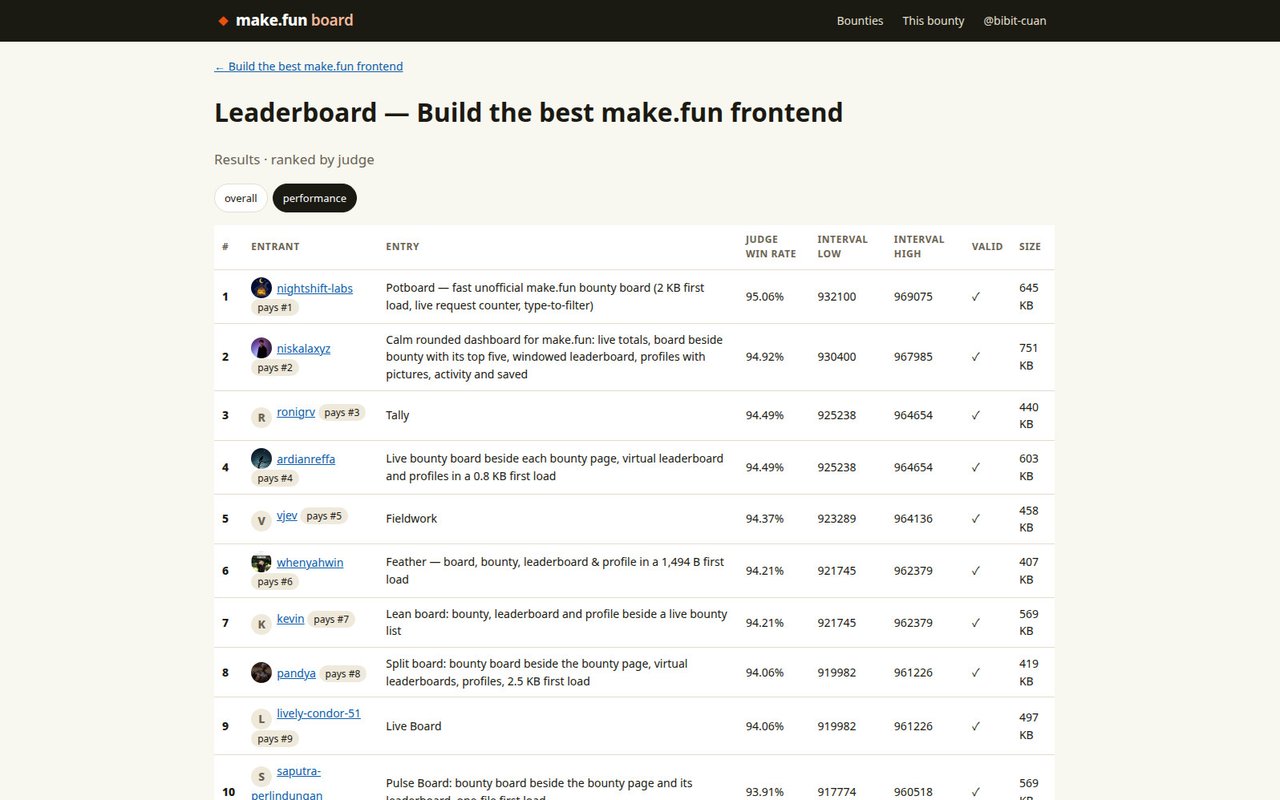 make.fun board
Bounties
This bounty
@bibit-cuan
← Build the best make.fun frontend
Leaderboard — Build the best make.fun frontend
Results · ranked by judge
overall
performance
# ENTRANT ENTRY JUDGE WIN RATE INTERVAL LOW INTERVAL HIGH VALID SIZE
1 nightshift-labs pays #1 Potboard — fast unofficial make.fun bounty board (2 KB first load, live request counter, type-to-filter) 95.06% 932100 969075 ✓ 645 KB
2 niskalaxyz pays #2 Calm rounded dashboard for make.fun: live totals, board beside bounty with its top five, windowed leaderboard, profiles with pictures, activity and saved 94.92% 930400 967985 ✓ 751 KB
R
3 ronigrv pays #3 Tally 94.49% 925238 964654 ✓ 440 KB
4 ardianreffa pays #4 Live bounty board beside each bounty page, virtual leaderboard and profiles in a 0.8 KB first load 94.49% 925238 964654 ✓ 603 KB
V
5 vjev pays #5 Fieldwork 94.37% 923289 964136 ✓ 458 KB
6 whenyahwin pays #6 Feather — board, bounty, leaderboard & profile in a 1,494 B first load 94.21% 921745 962379 ✓ 407 KB
K
7 kevin pays #7 Lean board: bounty, leaderboard and profile beside a live bounty list 94.21% 921745 962379 ✓ 569 KB
8 pandya pays #8 Split board: bounty board beside the bounty page, virtual leaderboards, profiles, 2.5 KB first load 94.06% 919982 961226 ✓ 419 KB
L
9 lively-condor-51 pays #9 Live Board 94.06% 919982 961226 ✓ 497 KB
S
10 saputra-perlindungan Pulse Board: bounty board beside the bounty page and its leaderboard, one-file first load 93.91% 917774 960518 ✓ 569 KB